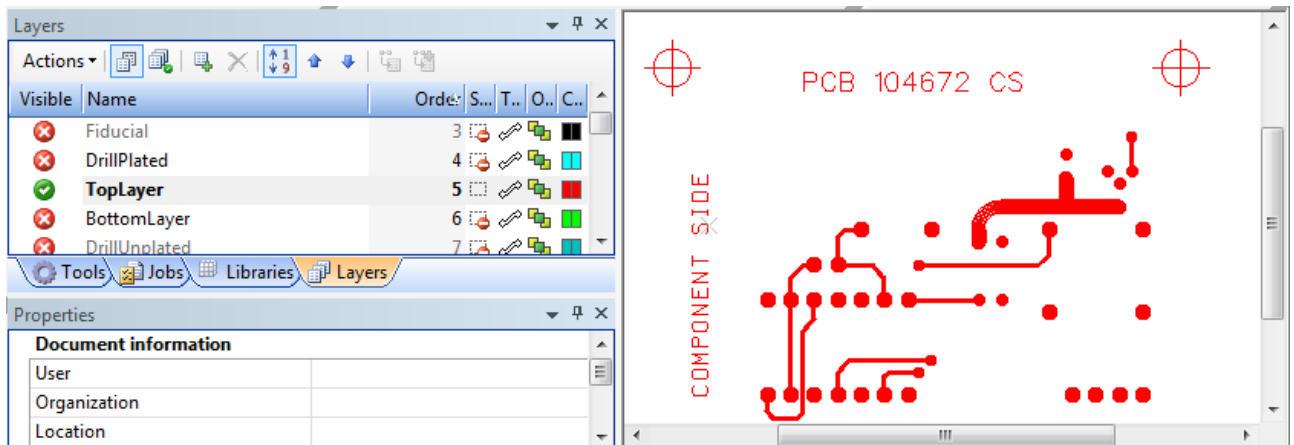 Layers
Actions
Visible Name Order S... T.. O.. C..
Fiducial 3
DrillPlated 4
TopLayer 5
BottomLayer 6
DrillUnplated 7
Tools Jobs Libraries Layers
Properties
Document information
User
Organization
Location
PCB 104672 CS
COMPONENT SIDE